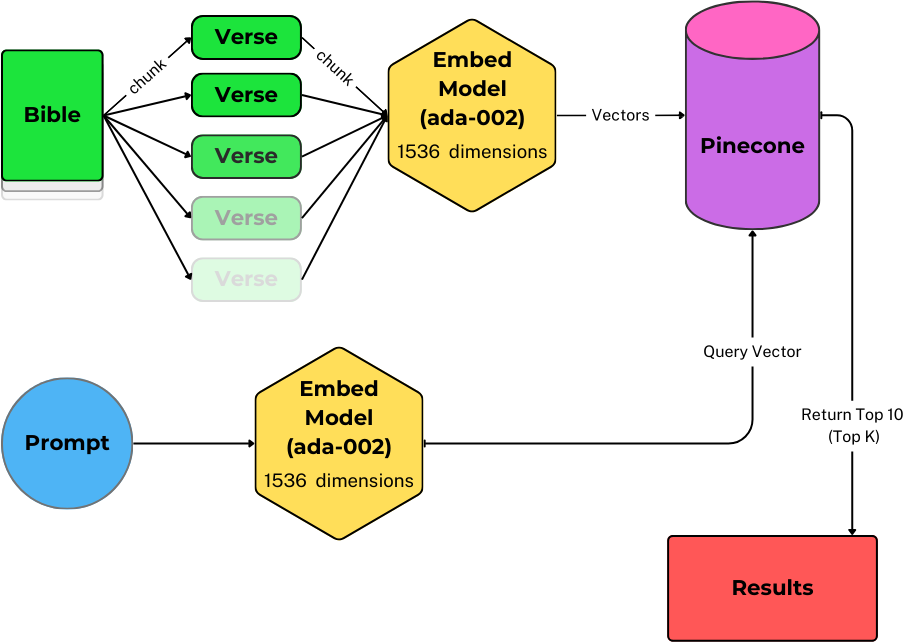 Bible
chunk
Verse
Verse
Verse
Verse
Verse
chunk
Embed
Model
(ada-002)
1536 dimensions
Vectors
Pinecone
Prompt
Embed
Model
(ada-002)
1536 dimensions
Query Vector
Return Top 10
(Top K)
Results